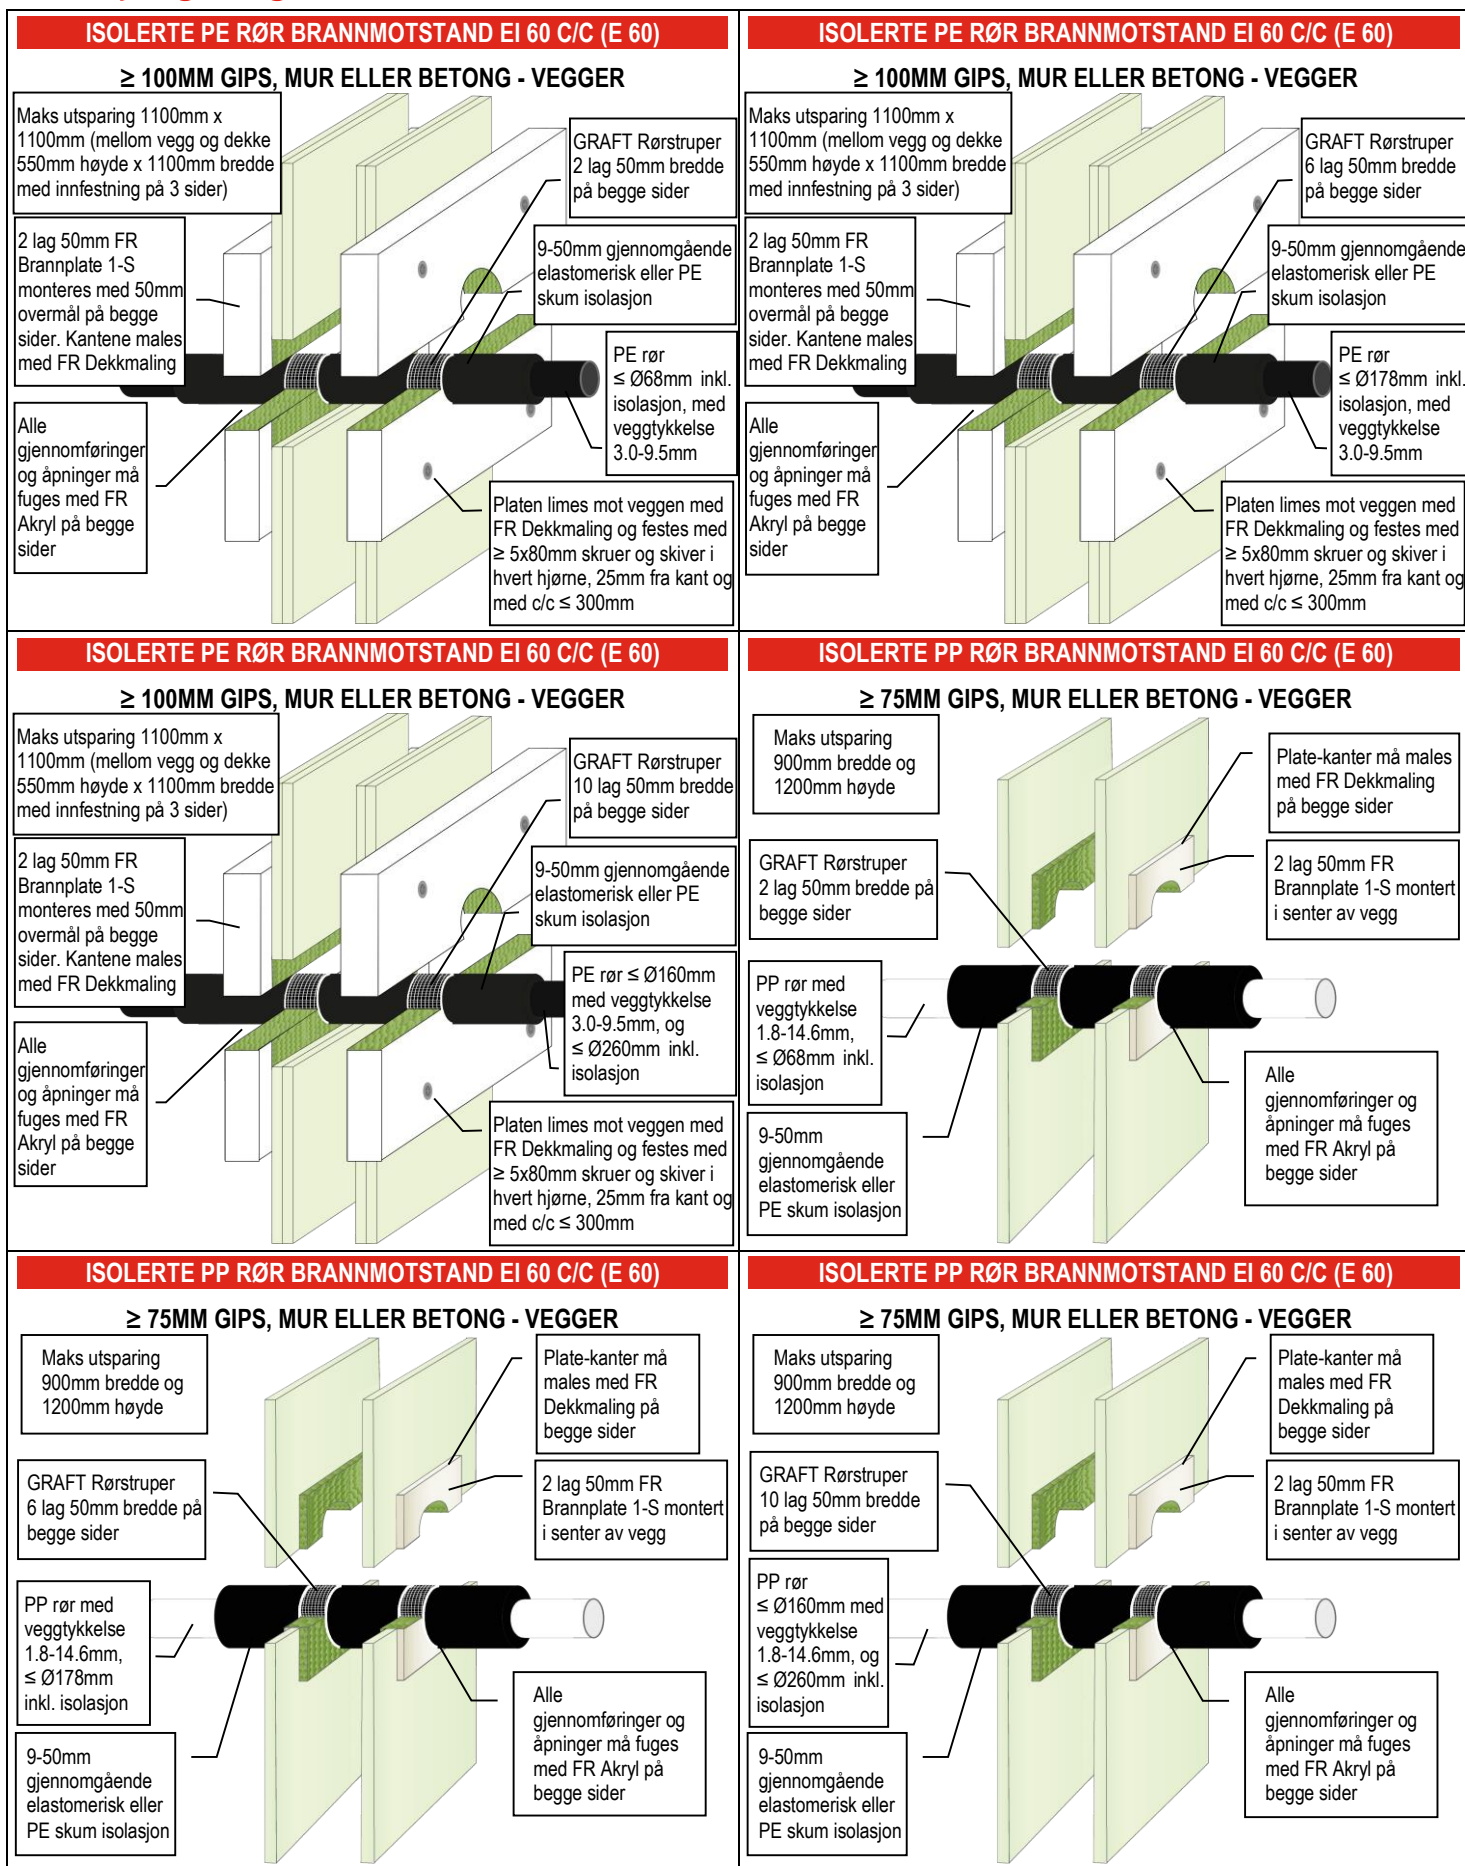 ISOLERTE PE RØR BRANNMOTSTAND EI 60 C/C (E 60)
≥ 100MM GIPS, MUR ELLER BETONG - VEGGER
Maks utsparing 1100mm x
1100mm (mellom vegg og dekke
550mm høyde x 1100mm bredde
med innfestning på 3 sider)
GRAFT Rørstruper
2 lag 50mm bredde
på begge sider
2 lag 50mm FR
Brannplate 1-S
monteres med 50mm
overmål på begge
sider. Kantene males
med FR Dekkmaling
9-50mm gjennomgående
elastomerisk eller PE
skum isolasjon
PE rør
≤ Ø68mm inkl.
isolasjon, med
veggtykkelse
3.0-9.5mm
Alle
gjennomføringer
og åpninger må
fuges med FR
Akryl på begge
sider
Platen limes mot veggen med
FR Dekkmaling og festes med
≥ 5x80mm skruer og skiver i
hvert hjørne, 25mm fra kant og
med c/c ≤ 300mm
ISOLERTE PE RØR BRANNMOTSTAND EI 60 C/C (E 60)
≥ 100MM GIPS, MUR ELLER BETONG - VEGGER
Maks utsparing 1100mm x
1100mm (mellom vegg og dekke
550mm høyde x 1100mm bredde
med innfestning på 3 sider)
GRAFT Rørstruper
6 lag 50mm bredde
på begge sider
2 lag 50mm FR
Brannplate 1-S
monteres med 50mm
overmål på begge
sider. Kantene males
med FR Dekkmaling
9-50mm gjennomgående
elastomerisk eller PE
skum isolasjon
PE rør
≤ Ø178mm inkl.
isolasjon, med
veggtykkelse
3.0-9.5mm
Alle
gjennomføringer
og åpninger må
fuges med FR
Akryl på begge
sider
Platen limes mot veggen med
FR Dekkmaling og festes med
≥ 5x80mm skruer og skiver i
hvert hjørne, 25mm fra kant og
med c/c ≤ 300mm
ISOLERTE PE RØR BRANNMOTSTAND EI 60 C/C (E 60)
≥ 100MM GIPS, MUR ELLER BETONG - VEGGER
Maks utsparing 1100mm x
1100mm (mellom vegg og dekke
550mm høyde x 1100mm bredde
med innfestning på 3 sider)
GRAFT Rørstruper
10 lag 50mm bredde
på begge sider
2 lag 50mm FR
Brannplate 1-S
monteres med 50mm
overmål på begge
sider. Kantene males
med FR Dekkmaling
9-50mm gjennomgående
elastomerisk eller PE
skum isolasjon
PE rør ≤ Ø160mm
med veggtykkelse
3.0-9.5mm, og
≤ Ø260mm inkl.
isolasjon
Alle
gjennomføringer
og åpninger må
fuges med FR
Akryl på begge
sider
Platen limes mot veggen med
FR Dekkmaling og festes med
≥ 5x80mm skruer og skiver i
hvert hjørne, 25mm fra kant og
med c/c ≤ 300mm
ISOLERTE PP RØR BRANNMOTSTAND EI 60 C/C (E 60)
≥ 75MM GIPS, MUR ELLER BETONG - VEGGER
Maks utsparing
900mm bredde og
1200mm høyde
Plate-kanter må males
med FR Dekkmaling
på begge sider
GRAFT Rørstruper
2 lag 50mm bredde på
begge sider
2 lag 50mm FR
Brannplate 1-S montert
i senter av vegg
PP rør med
veggtykkelse
1.8-14.6mm,
≤ Ø68mm inkl.
isolasjon
9-50mm
gjennomgående
elastomerisk eller
PE skum isolasjon
Alle
gjennomføringer og
åpninger må fuges
med FR Akryl på
begge sider
ISOLERTE PP RØR BRANNMOTSTAND EI 60 C/C (E 60)
≥ 75MM GIPS, MUR ELLER BETONG - VEGGER
Maks utsparing
900mm bredde og
1200mm høyde
Plate-kanter må
males med FR
Dekkmaling på
begge sider
GRAFT Rørstruper
6 lag 50mm bredde på
begge sider
2 lag 50mm FR
Brannplate 1-S montert
i senter av vegg
PP rør med
veggtykkelse
1.8-14.6mm,
≤ Ø178mm
inkl. isolasjon
9-50mm
gjennomgående
elastomerisk eller
PE skum isolasjon
Alle
gjennomføringer og
åpninger må fuges
med FR Akryl på
begge sider
ISOLERTE PP RØR BRANNMOTSTAND EI 60 C/C (E 60)
≥ 75MM GIPS, MUR ELLER BETONG - VEGGER
Maks utsparing
900mm bredde og
1200mm høyde
Plate-kanter må
males med FR
Dekkmaling på
begge sider
GRAFT Rørstruper
10 lag 50mm bredde
på begge sider
2 lag 50mm FR
Brannplate 1-S montert
i senter av vegg
PP rør
≤ Ø160mm med
veggtykkelse
1.8-14.6mm, og
≤ Ø260mm inkl.
isolasjon
9-50mm
gjennomgående
elastomerisk eller
PE skum isolasjon
Alle
gjennomføringer og
åpninger må fuges
med FR Akryl på
begge sider